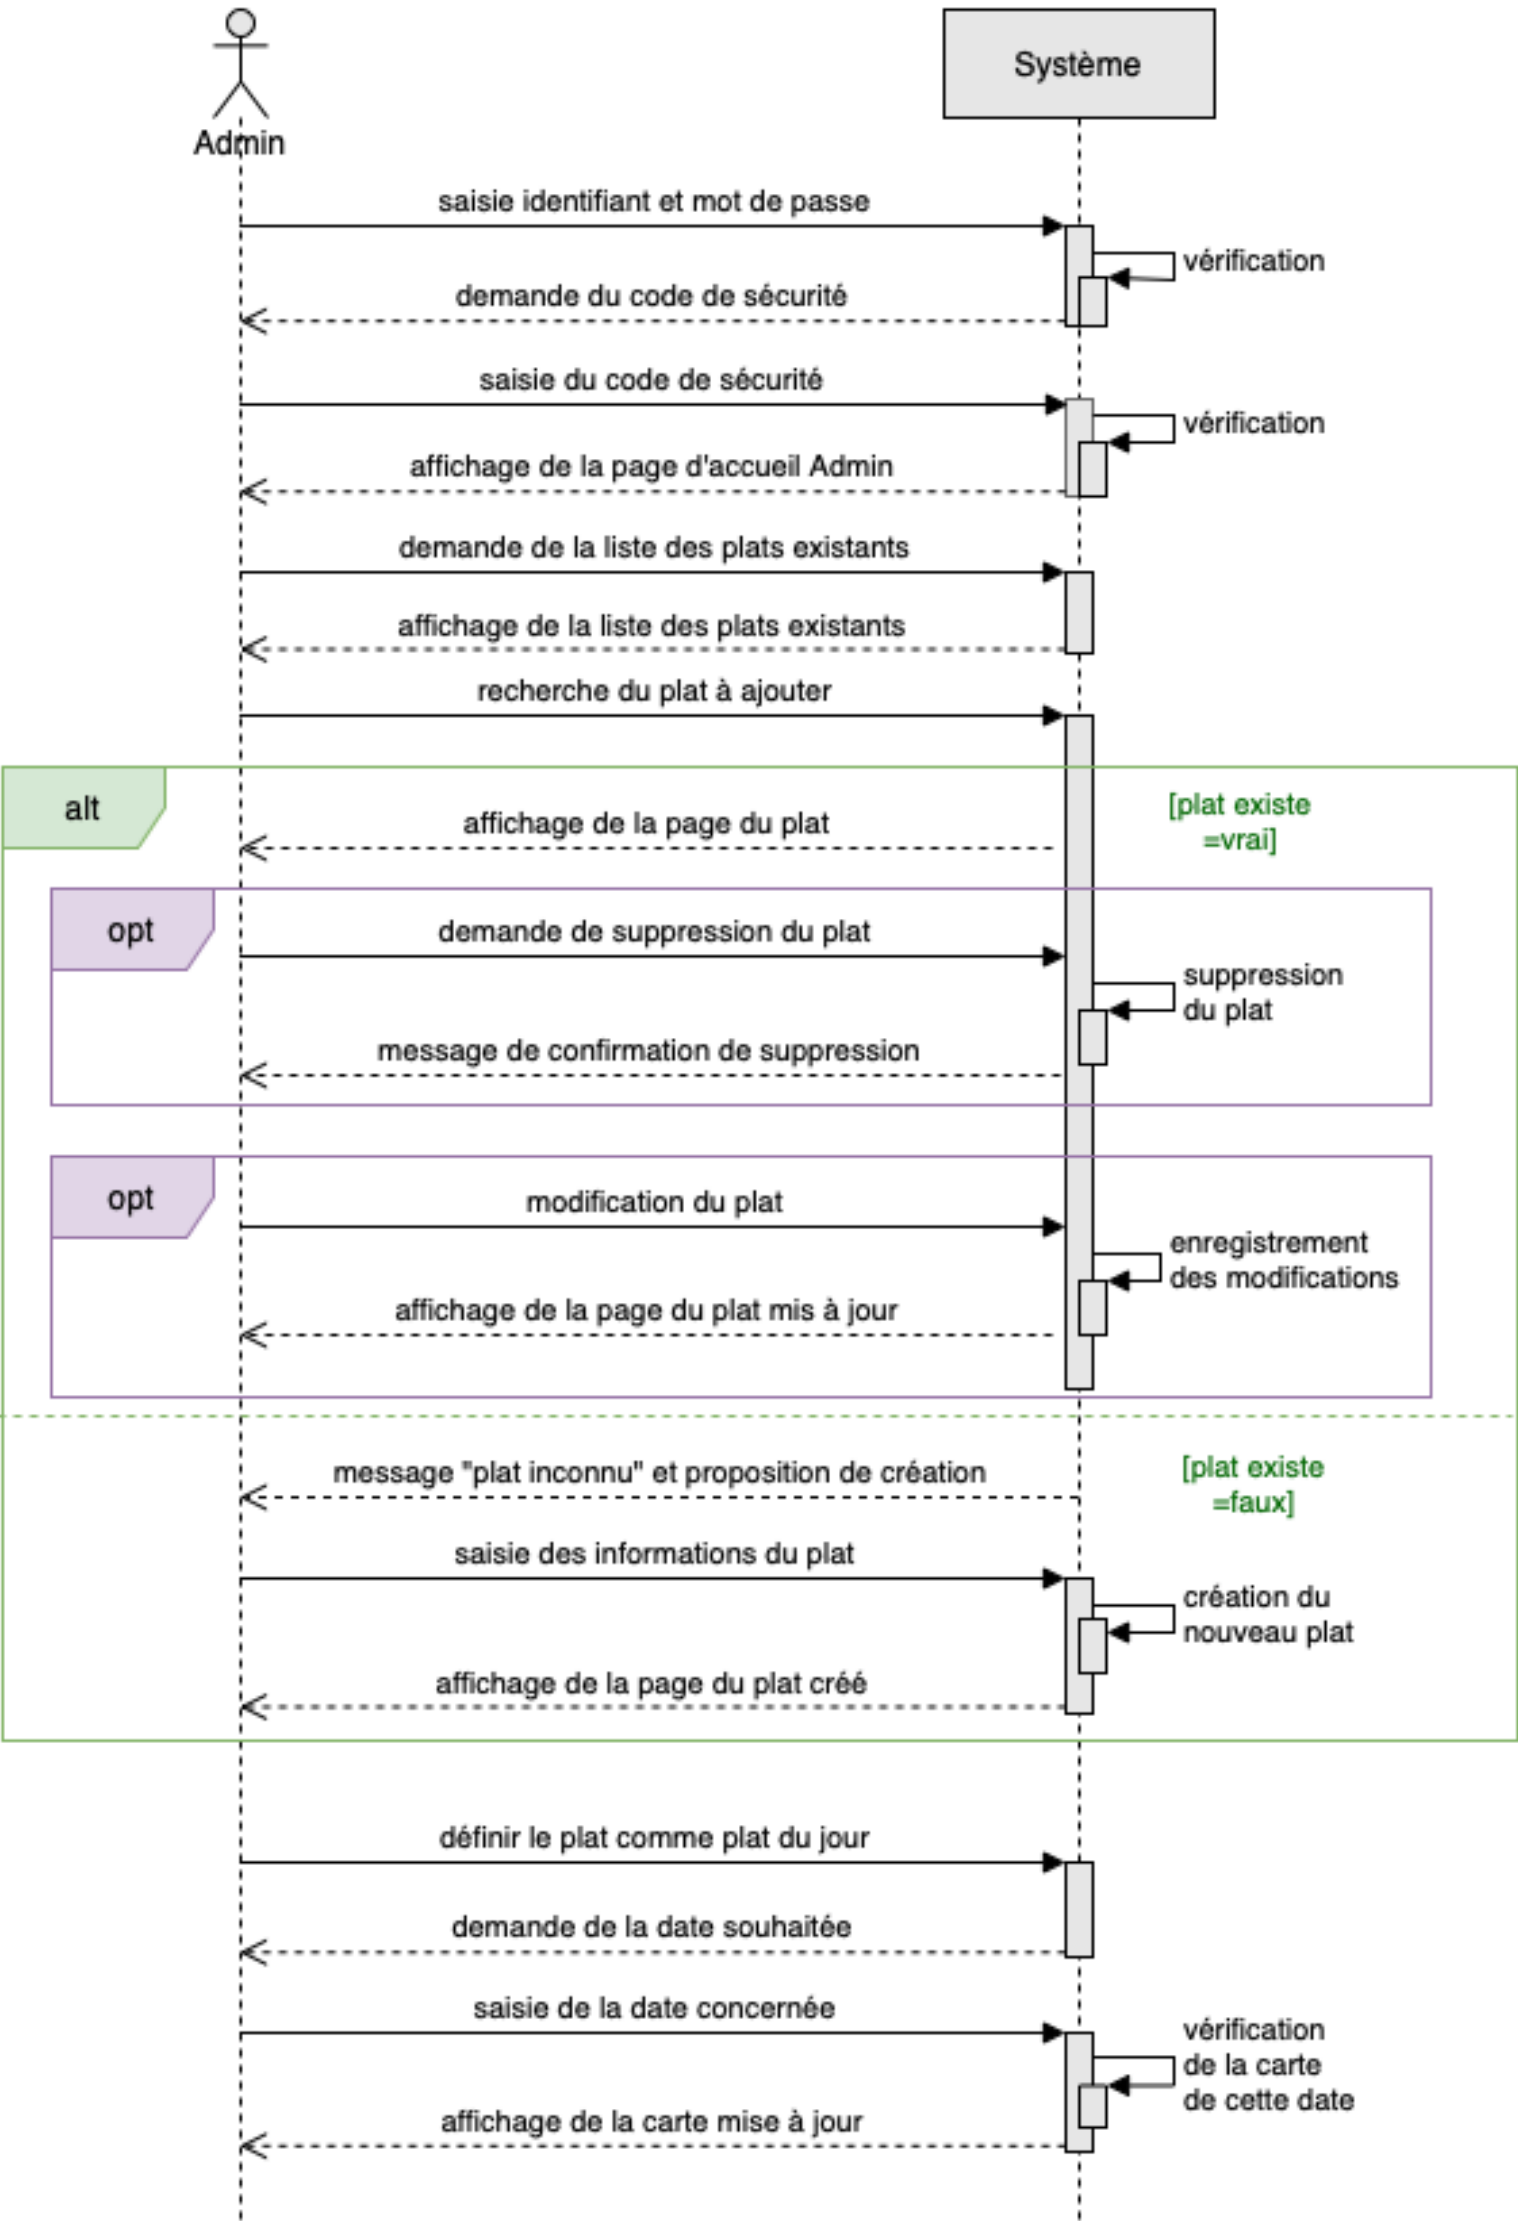 Système
Admin
saisie identifiant et mot de passe
vérification
demande du code de sécurité
saisie du code de sécurité
vérification
affichage de la page d'accueil Admin
demande de la liste des plats existants
affichage de la liste des plats existants
recherche du plat à ajouter
alt
[plat existe
=vrai]
affichage de la page du plat
opt
demande de suppression du plat
suppression
du plat
message de confirmation de suppression
opt
modification du plat
enregistrement
des modifications
affichage de la page du plat mis à jour
message "plat inconnu" et proposition de création
[plat existe
=faux]
saisie des informations du plat
création du
nouveau plat
affichage de la page du plat créé
définir le plat comme plat du jour
demande de la date souhaitée
saisie de la date concernée
vérification
de la carte
de cette date
affichage de la carte mise à jour